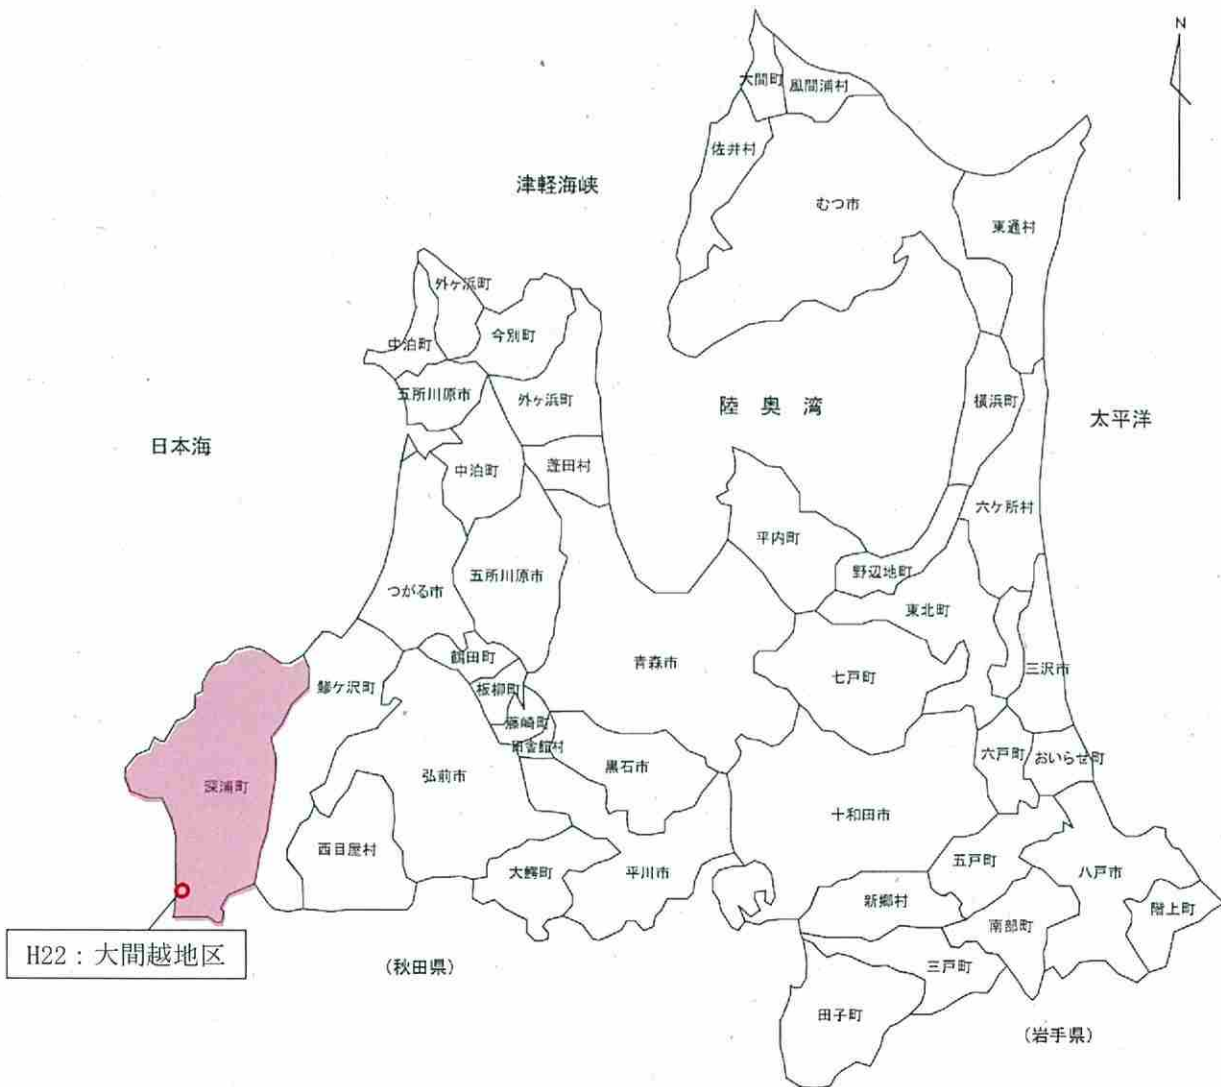 N
大間町
風間浦村
佐井村
津軽海峡
むつ市
東通村
外ヶ浜町
今別町
中泊町
五所川原市
外ヶ浜町
陸奥湾
横浜町
太平洋
日本海
中泊町
蓬田村
六ケ所村
平内町
五所川原市
野辺地町
つがる市
東北町
鶴田町
青森市
三沢市
七戸町
鰺ケ沢町
板柳町
藤崎町
田舎館村
六戸町
おいらせ町
黒石市
弘前市
深浦町
十和田市
西目屋村
五戸町
大鰐町
平川市
八戸市
新郷村
階上町
南部町
H22：大間越地区
(秋田県)
三戸町
田子町
(岩手県)